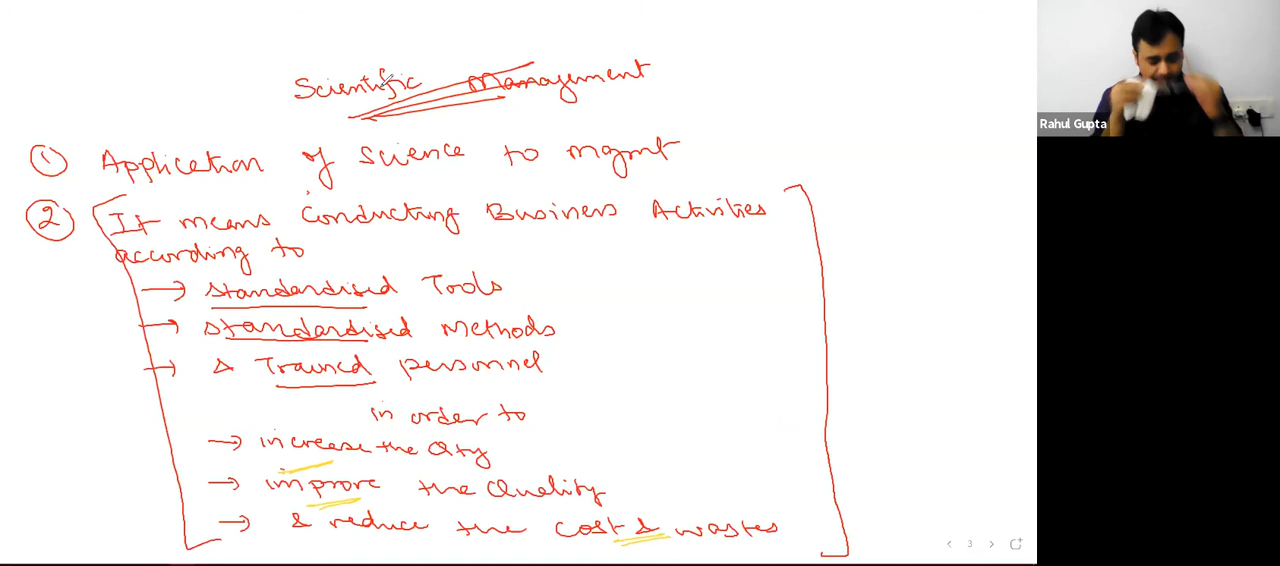 Scientific Management
Rahul Gupta
① Application of Science to mgmt
② It means Conducting Business Activities
according to
→ Standardised Tools
→ Standardised Methods
→ & Trained personnel
in order to
→ increase the Qty
→ improve the Quality
→ & reduce the cost & wastes
3